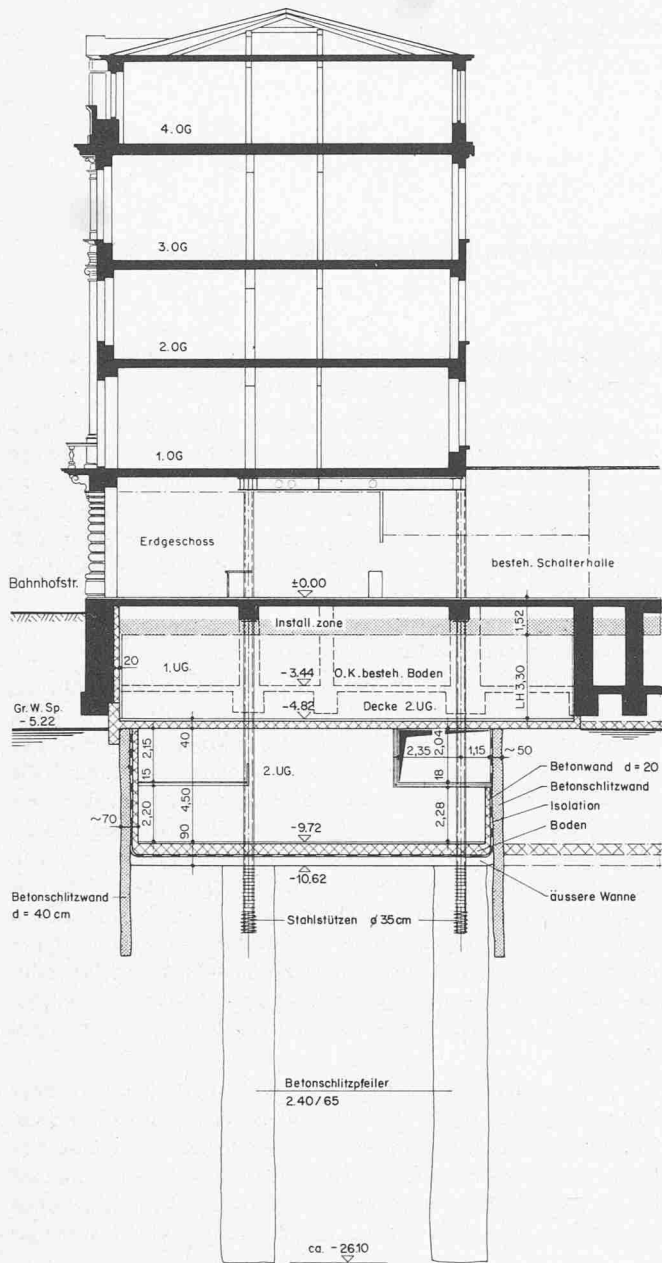 4.OG
3.OG
2.OG
1.OG
Erdgeschoss
besteh. Schalterhalle
Bahnhofstr.
±0.00
Install.zone
1,52
20
1.UG.
-3.44
O.K.besteh. Boden
LH 3,30
Gr.W.Sp.
-5.22
-4.82
Decke 2.UG.
2,15
40
2,35
2,04
1,15
~50
15
2.UG.
18
Betonwand d=20
Betonschlitzwand
~70
2,20
4,50
2,28
Isolation
90
-9.72
Boden
-10,62
äussere Wanne
Betonschlitzwand
d = 40 cm
Stahlstützen ø 35cm
Betonschlitzpfeiler
2.40/65
ca. -26.10